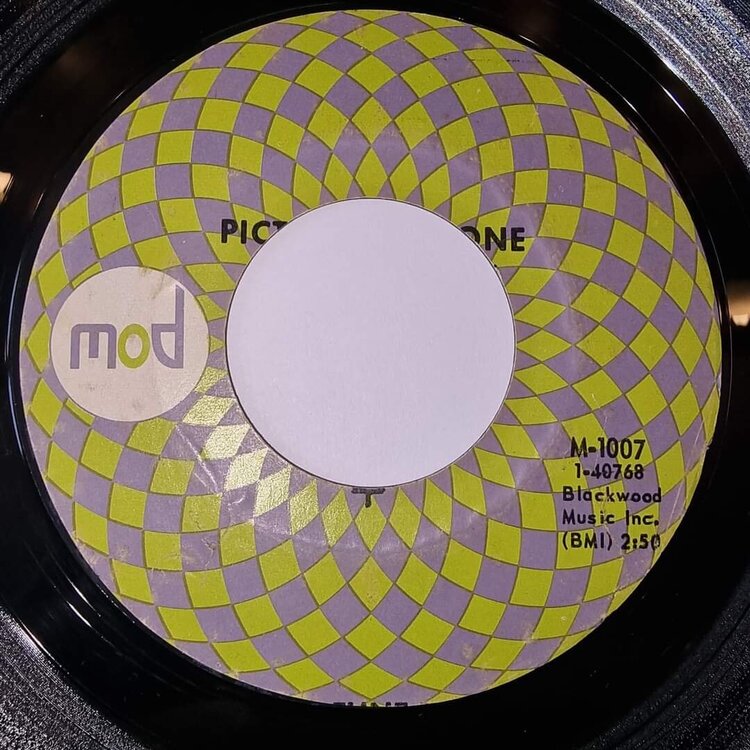 PICT ONE
mod
M-1007
1-40768
Blackwood
Music Inc.
(BMI) 2:50